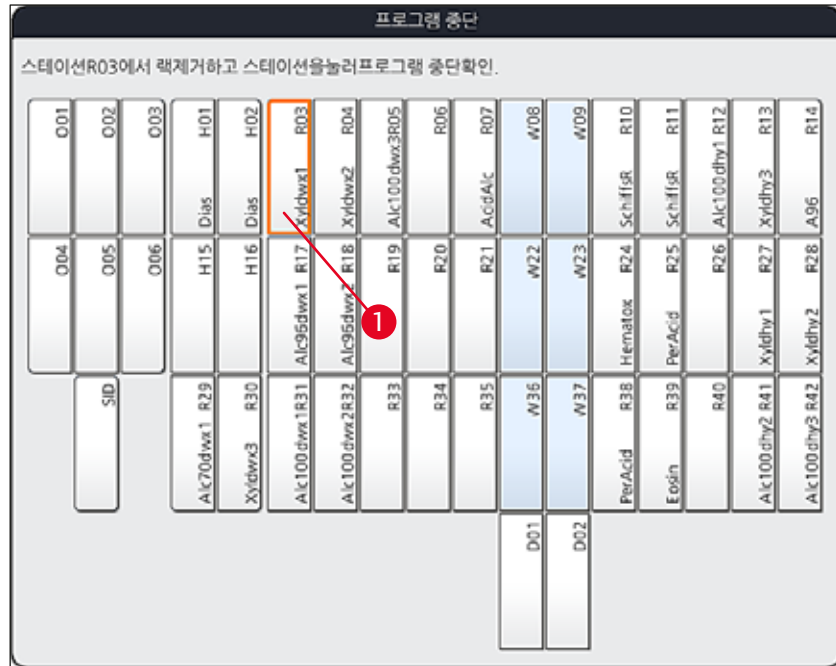 프로그램 중단
스테이션R03에서 랙제거하고 스테이션을눌러프로그램 중단확인.
O01
O02
O03
Dias H01
Dias H02
Xyldwx1 R03
Xyldwx2 R04
Alc100dwx3R05
R06
AcidAlc R07
W08
W09
SchiffsR R10
SchiffsR R11
Alc100dhy1 R12
Xyldhy3 R13
A96 R14
O04
O05
O06
H15
H16
Alc96dwx1 R17
Alc96dwx2 R18
R19
R20
R21
W22
W23
Hematox R24
PerAcid R25
R26
Xyldhy1 R27
Xyldhy2 R28
1
SID
Alc70dwx1 R29
Xyldwx3 R30
Alc100dwx1R31
Alc100dwx2R32
R33
R34
R35
W36
W37
PerAcid R38
Eosin R39
R40
Alc100dhy2 R41
Alc100dhy3 R42
D01
D02